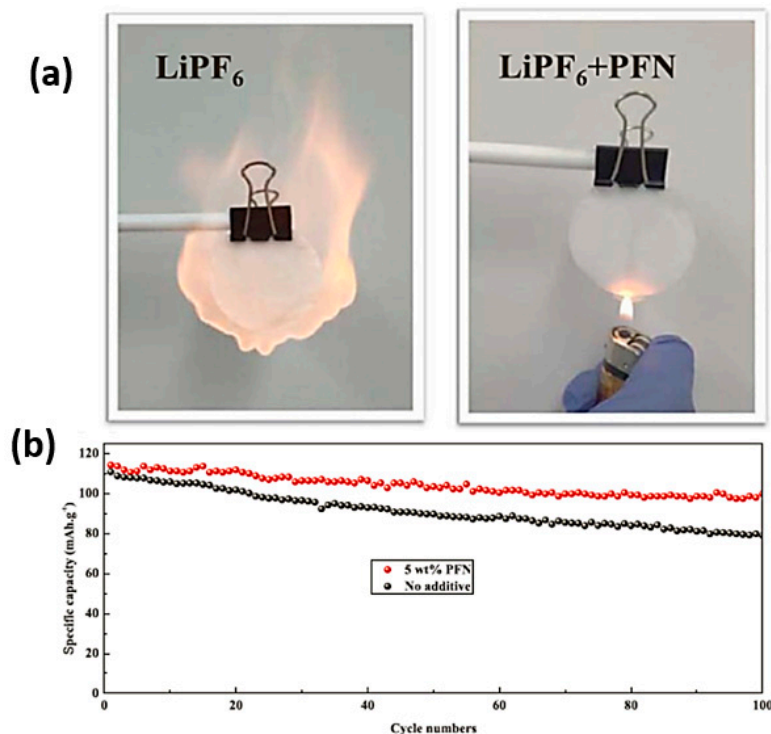 (a)
LiPF₆
LiPF₆+PFN
(b)
Specific capacity (mAh.g⁻¹)
120
100
80
60
40
20
0
5 wt% PFN
No additive
0 20 40 60 80 100
Cycle numbers